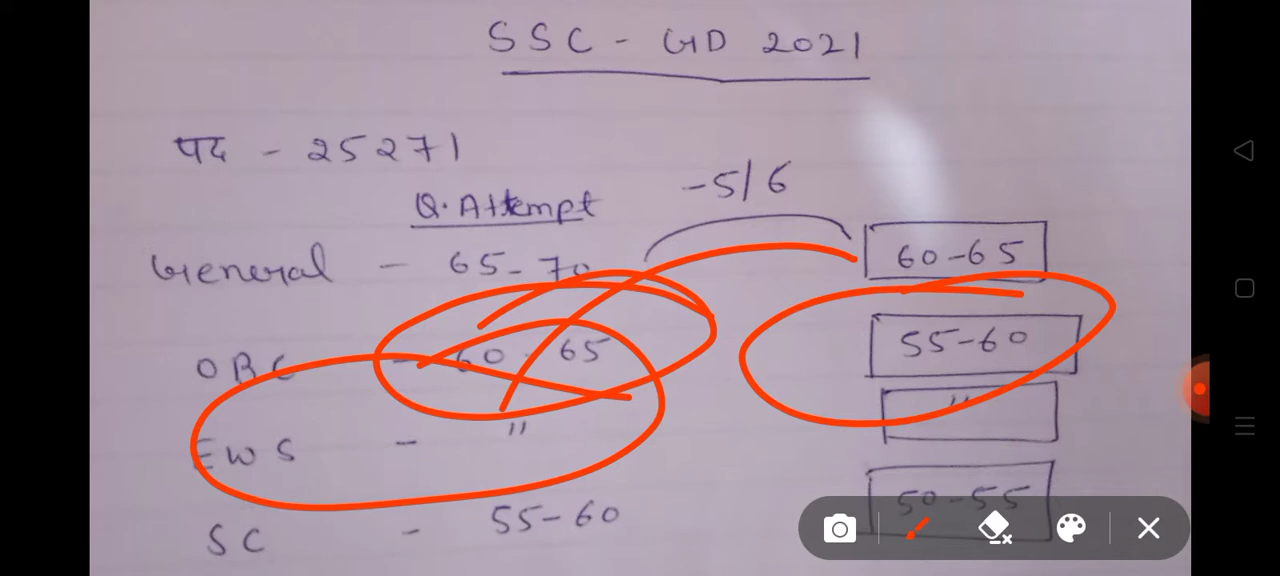 SSC - GD 2021
पद - 25271
Q. Attempt
-5/6
General - 65-70 60-65
OBC - 60 - 65 55-60
EWS - " "
SC - 55-60 50-55